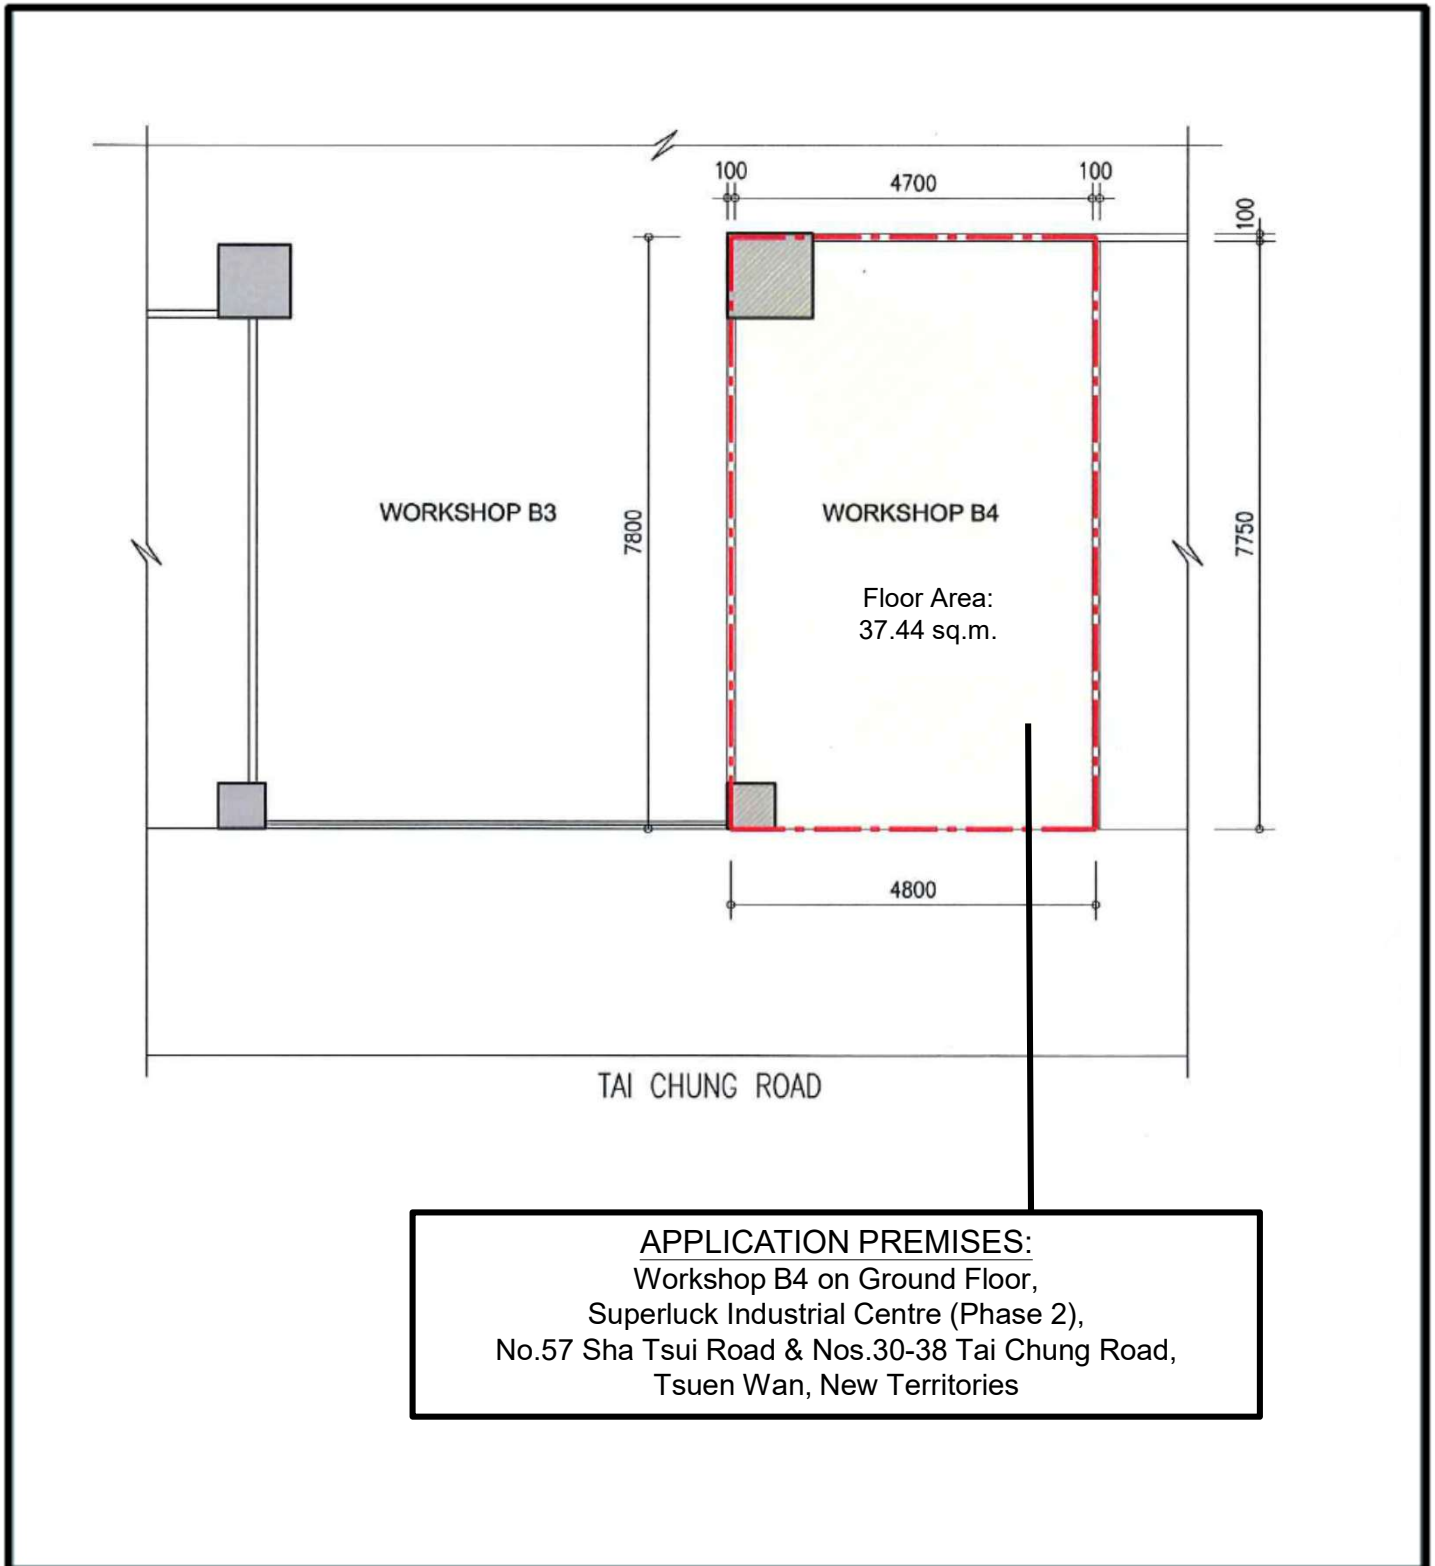 100
4700
100
100
WORKSHOP B3
7800
WORKSHOP B4
7750
Floor Area:
37.44 sq.m.
4800
TAI CHUNG ROAD
APPLICATION PREMISES:
Workshop B4 on Ground Floor,
Superluck Industrial Centre (Phase 2),
No.57 Sha Tsui Road & Nos.30-38 Tai Chung Road,
Tsuen Wan, New Territories